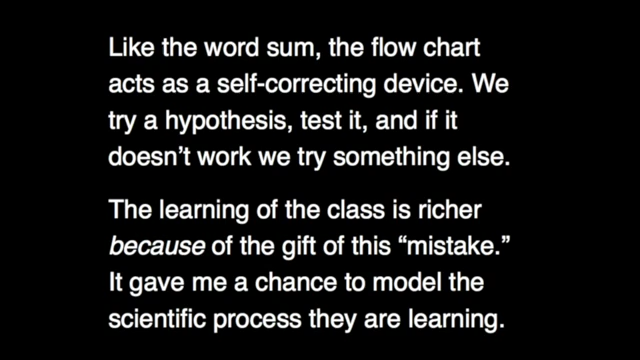 Like the word sum, the flow chart
acts as a self-correcting device. We
try a hypothesis, test it, and if it
doesn’t work we try something else.
The learning of the class is richer
because of the gift of this “mistake.”
It gave me a chance to model the
scientific process they are learning.